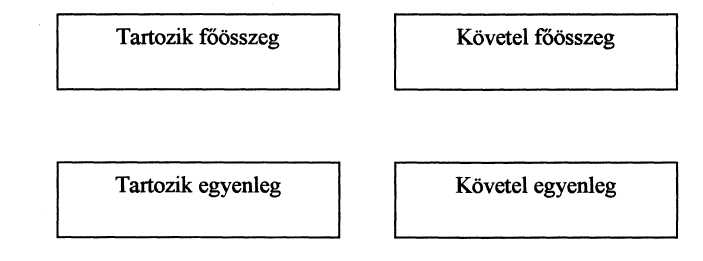 Tartozik főösszeg
Követel főösszeg
Tartozik egyenleg
Követel egyenleg